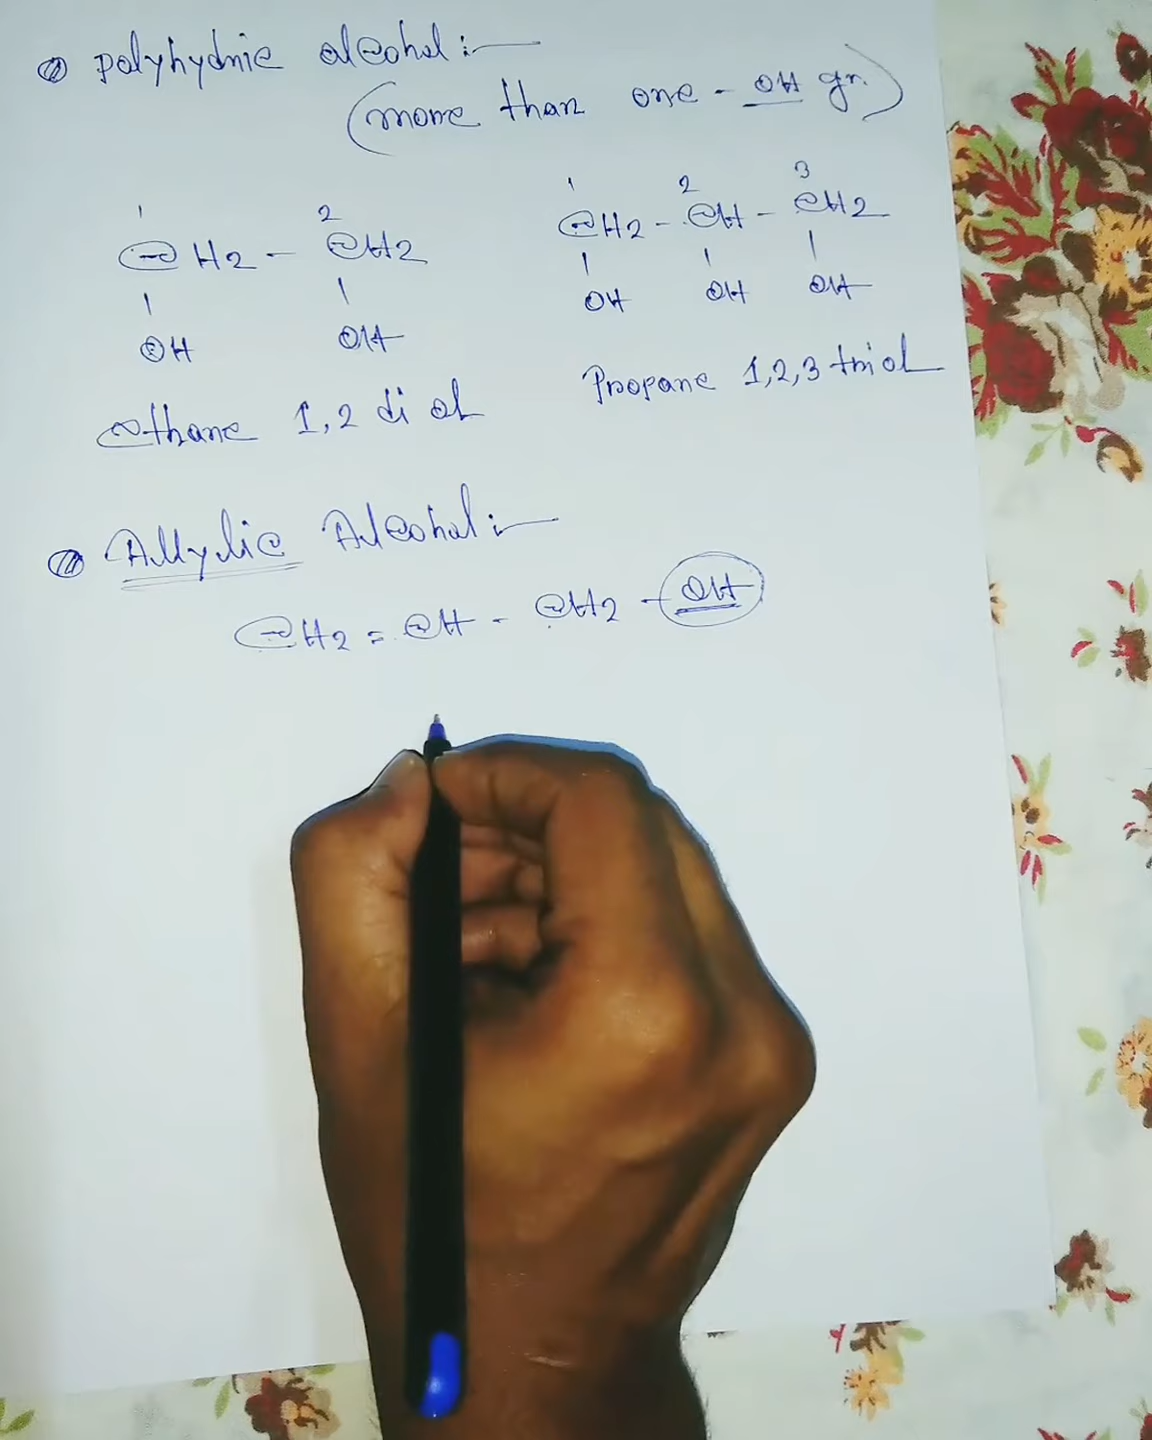 Polyhydric alcohol :-
(more than one - OH gr.)
1 2
CH2 - CH2
| |
OH OH
ethane 1,2 di ol
1 2 3
CH2 - CH - CH2
| | |
OH OH OH
Propane 1,2,3 triol
Allylic Alcohol :-
CH2 = CH - CH2 - OH